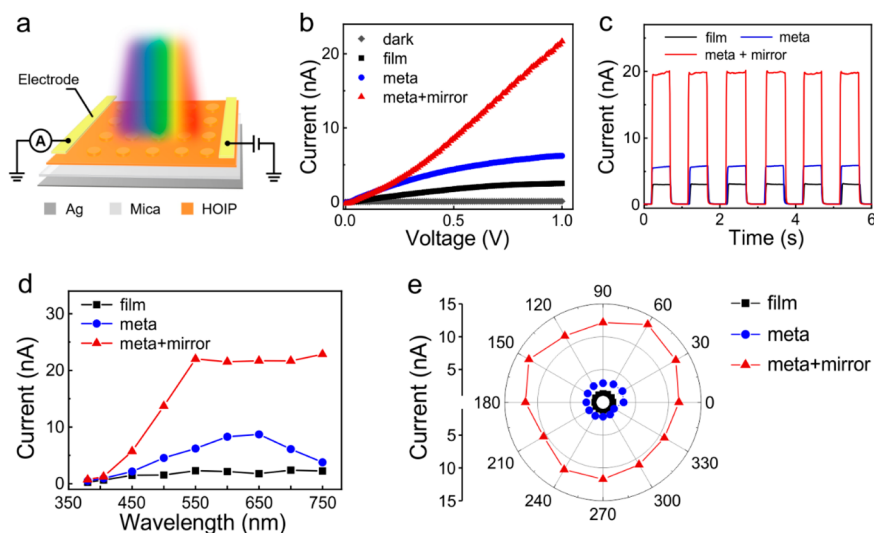 a
Electrode
A
Ag
Mica
HOIP
b
Current (nA)
20
10
0
0.0
0.5
1.0
Voltage (V)
dark
film
meta
meta+mirror
c
Current (nA)
20
10
0
0
2
4
6
Time (s)
film
meta
meta + mirror
d
Current (nA)
30
20
10
0
350
450
550
650
750
Wavelength (nm)
film
meta
meta+mirror
e
Current (nA)
15
10
5
0
5
10
15
90
60
30
0
330
300
270
240
210
180
150
120
film
meta
meta+mirror